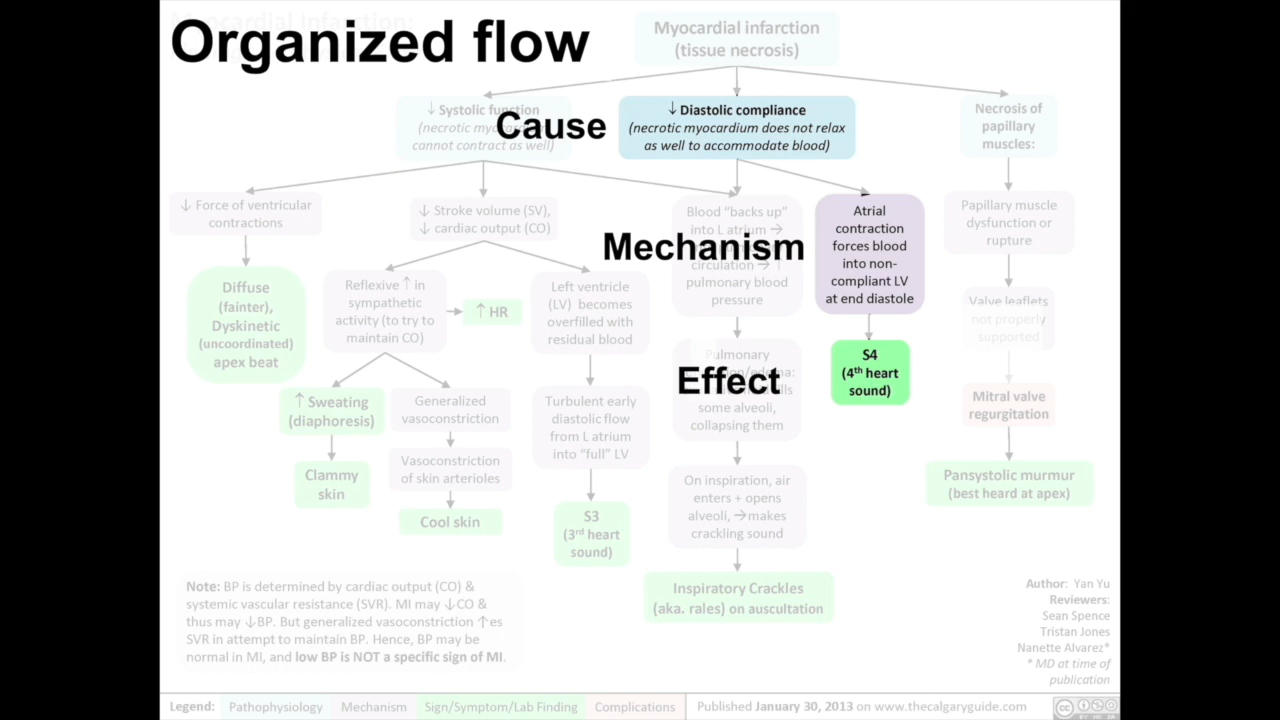 Organized flow
Myocardial infarction
(tissue necrosis)
↓ Systolic function
(necrotic myocardium
cannot contract as well)
Cause
↓ Diastolic compliance
(necrotic myocardium does not relax
as well to accommodate blood)
Necrosis of
papillary
muscles:
↓ Force of ventricular
contractions
↓ Stroke volume (SV),
↓ cardiac output (CO)
Blood “backs up”
into L atrium →
circulation → ↑
pulmonary blood
pressure
Mechanism
Atrial
contraction
forces blood
into non-
compliant LV
at end diastole
Papillary muscle
dysfunction or
rupture
Diffuse
(fainter),
Dyskinetic
(uncoordinated)
apex beat
Reflexive ↑ in
sympathetic
activity (to try to
maintain CO)
↑ HR
Left ventricle
(LV) becomes
overfilled with
residual blood
Valve leaflets
not properly
supported
Pulmonary
some alveoli,
collapsing them
Effect
S4
(4th heart
sound)
↑ Sweating
(diaphoresis)
Generalized
vasoconstriction
Turbulent early
diastolic flow
from L atrium
into “full” LV
Mitral valve
regurgitation
Clammy
skin
Vasoconstriction
of skin arterioles
Cool skin
S3
(3rd heart
sound)
On inspiration, air
enters + opens
alveoli, →makes
crackling sound
Pansystolic murmur
(best heard at apex)
Inspiratory Crackles
(aka. rales) on auscultation
Note: BP is determined by cardiac output (CO) &
systemic vascular resistance (SVR). MI may ↓CO &
thus may ↓BP. But generalized vasoconstriction ↑es
SVR in attempt to maintain BP. Hence, BP may be
normal in MI, and low BP is NOT a specific sign of MI.
Author: Yan Yu
Reviewers:
Sean Spence
Tristan Jones
Nanette Alvarez*
* MD at time of
publication
Legend: Pathophysiology Mechanism Sign/Symptom/Lab Finding Complications Published January 30, 2013 on www.thecalgaryguide.com